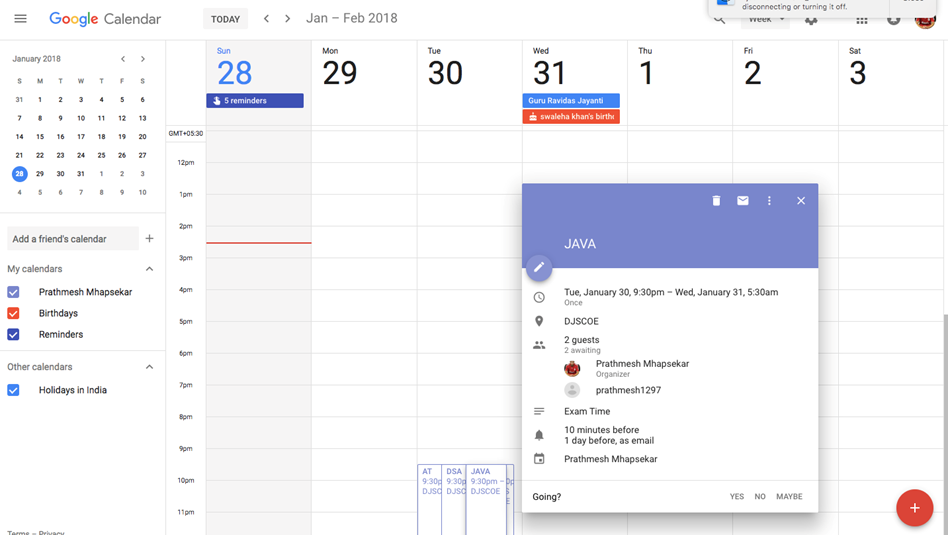 Google Calendar
TODAY
Jan – Feb 2018
disconnecting or turning it off.
Week
January 2018
S M T W T F S
31 1 2 3 4 5 6
7 8 9 10 11 12 13
14 15 16 17 18 19 20
21 22 23 24 25 26 27
28 29 30 31 1 2 3
4 5 6 7 8 9 10
Add a friend's calendar
My calendars
Prathmesh Mhapsekar
Birthdays
Reminders
Other calendars
Holidays in India
Terms – Privacy
Sun Mon Tue Wed Thu Fri Sat
28 29 30 31 1 2 3
5 reminders
Guru Ravidas Jayanti
swaleha khan's birth
GMT+05:30
12pm
1pm
2pm
3pm
4pm
5pm
6pm
7pm
8pm
9pm
10pm
11pm
AT DSA JAVA
9:30p 9:30p 9:30pm –
DJSC DJSC DJSCOE
JAVA
Tue, January 30, 9:30pm – Wed, January 31, 5:30am
Once
DJSCOE
2 guests
2 awaiting
Prathmesh Mhapsekar
Organizer
prathmesh1297
Exam Time
10 minutes before
1 day before, as email
Prathmesh Mhapsekar
Going?
YES NO MAYBE